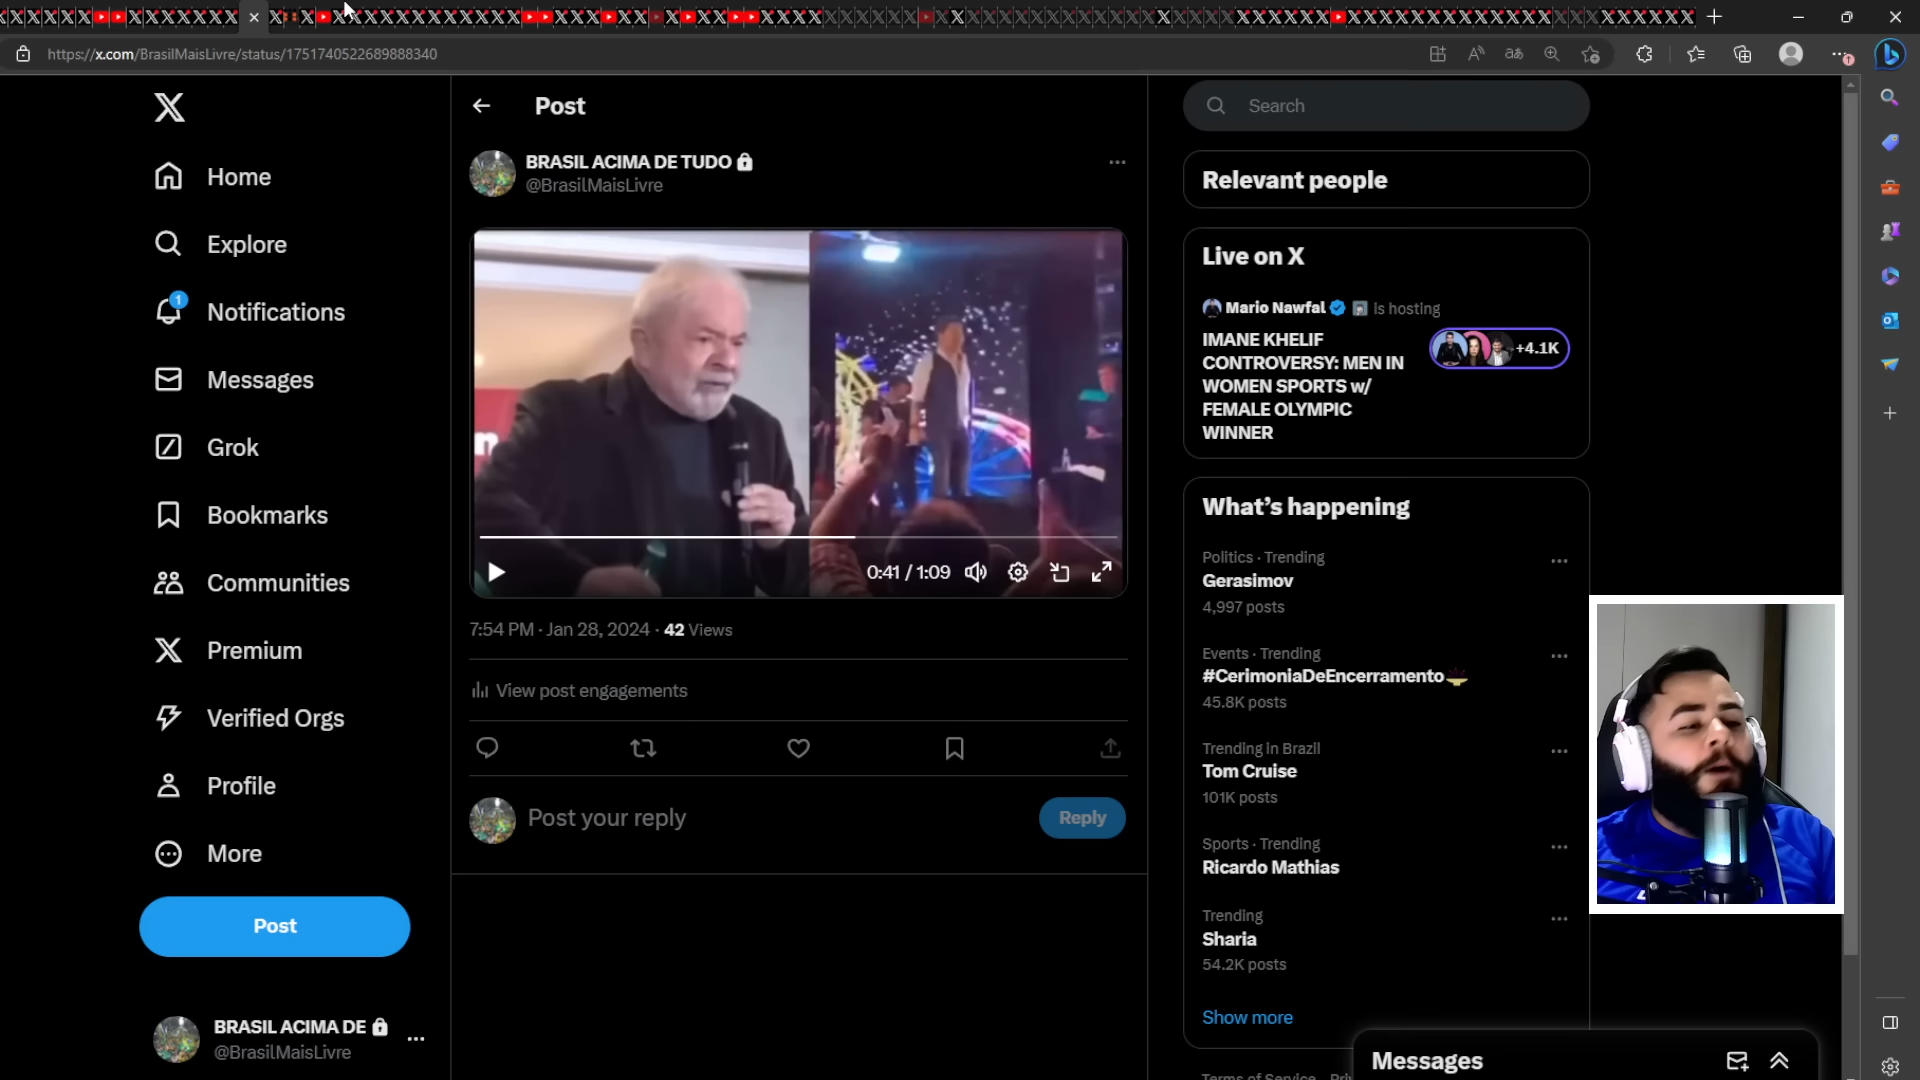 https://x.com/BrasilMaisLivre/status/1751740522689888340
Home
Explore
1
Notifications
Messages
Grok
Bookmarks
Communities
Premium
Verified Orgs
Profile
More
Post
BRASIL ACIMA DE
@BrasilMaisLivre
Post
BRASIL ACIMA DE TUDO
@BrasilMaisLivre
0:41 / 1:09
7:54 PM · Jan 28, 2024 · 42 Views
View post engagements
Post your reply
Reply
Search
Relevant people
Live on X
Mario Nawfal is hosting
IMANE KHELIF
CONTROVERSY: MEN IN
WOMEN SPORTS w/
FEMALE OLYMPIC
WINNER
+4.1K
What's happening
Politics · Trending
Gerasimov
4,997 posts
Events · Trending
#CerimoniaDeEncerramento
45.8K posts
Trending in Brazil
Tom Cruise
101K posts
Sports · Trending
Ricardo Mathias
Trending
Sharia
54.2K posts
Show more
Terms of Service
Messages